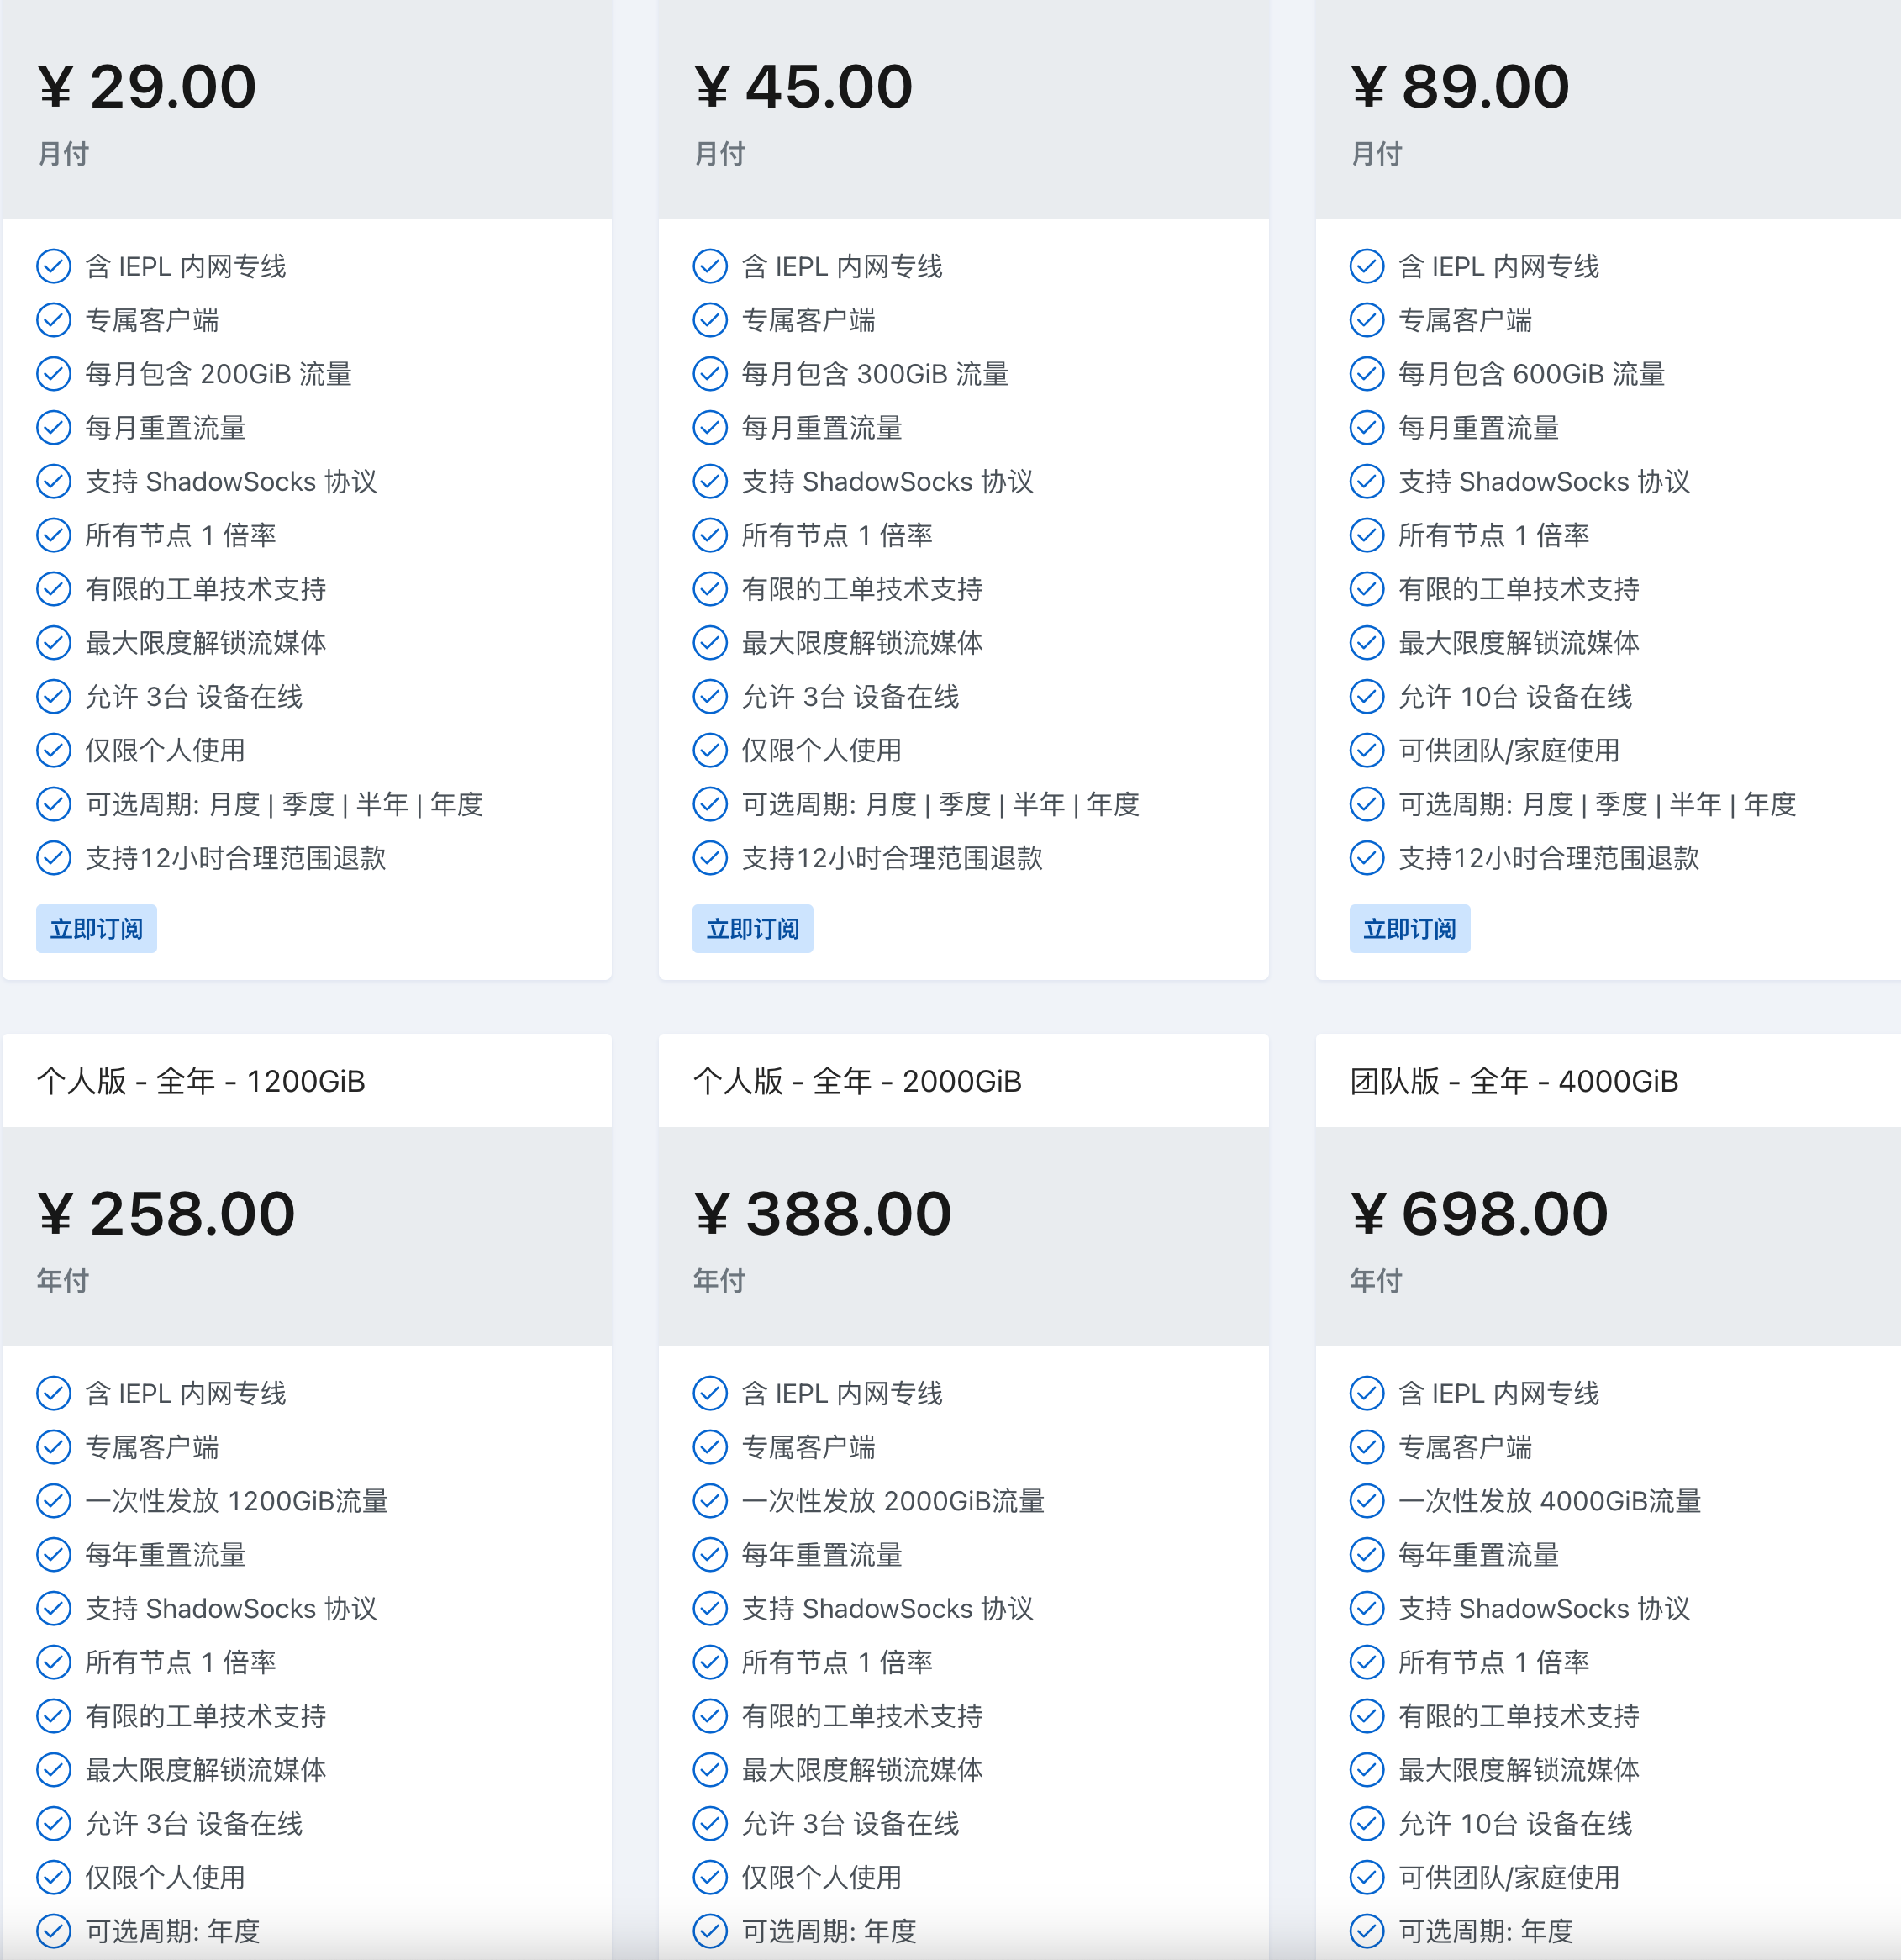 ¥ 29.00
月付
含 IEPL 内网专线
专属客户端
每月包含 200GiB 流量
每月重置流量
支持 ShadowSocks 协议
所有节点 1 倍率
有限的工单技术支持
最大限度解锁流媒体
允许 3台 设备在线
仅限个人使用
可选周期: 月度 | 季度 | 半年 | 年度
支持12小时合理范围退款
立即订阅
¥ 45.00
月付
含 IEPL 内网专线
专属客户端
每月包含 300GiB 流量
每月重置流量
支持 ShadowSocks 协议
所有节点 1 倍率
有限的工单技术支持
最大限度解锁流媒体
允许 3台 设备在线
仅限个人使用
可选周期: 月度 | 季度 | 半年 | 年度
支持12小时合理范围退款
立即订阅
¥ 89.00
月付
含 IEPL 内网专线
专属客户端
每月包含 600GiB 流量
每月重置流量
支持 ShadowSocks 协议
所有节点 1 倍率
有限的工单技术支持
最大限度解锁流媒体
允许 10台 设备在线
可供团队/家庭使用
可选周期: 月度 | 季度 | 半年 | 年度
支持12小时合理范围退款
立即订阅
个人版 - 全年 - 1200GiB
¥ 258.00
年付
含 IEPL 内网专线
专属客户端
一次性发放 1200GiB流量
每年重置流量
支持 ShadowSocks 协议
所有节点 1 倍率
有限的工单技术支持
最大限度解锁流媒体
允许 3台 设备在线
仅限个人使用
可选周期: 年度
个人版 - 全年 - 2000GiB
¥ 388.00
年付
含 IEPL 内网专线
专属客户端
一次性发放 2000GiB流量
每年重置流量
支持 ShadowSocks 协议
所有节点 1 倍率
有限的工单技术支持
最大限度解锁流媒体
允许 3台 设备在线
仅限个人使用
可选周期: 年度
团队版 - 全年 - 4000GiB
¥ 698.00
年付
含 IEPL 内网专线
专属客户端
一次性发放 4000GiB流量
每年重置流量
支持 ShadowSocks 协议
所有节点 1 倍率
有限的工单技术支持
最大限度解锁流媒体
允许 10台 设备在线
可供团队/家庭使用
可选周期: 年度